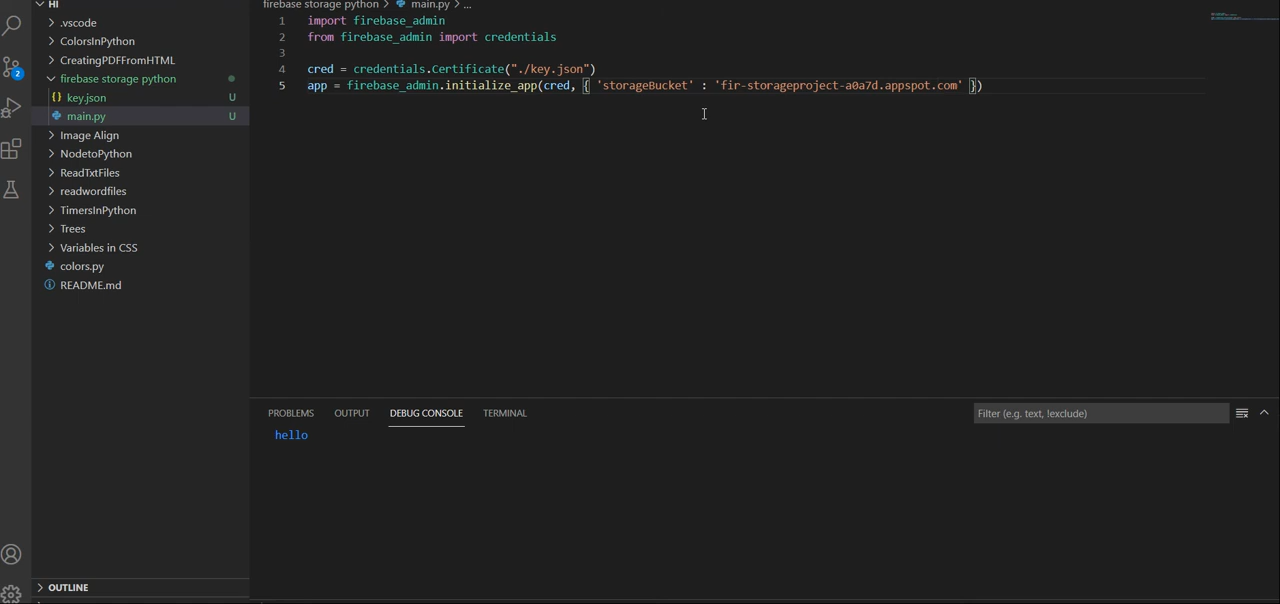 HI
.vscode
ColorsInPython
CreatingPDFFromHTML
firebase storage python
key.json U
main.py U
Image Align
NodetoPython
ReadTxtFiles
readwordfiles
TimersInPython
Trees
Variables in CSS
colors.py
README.md
OUTLINE
2
firebase storage python > main.py > ...
1 import firebase_admin
2 from firebase_admin import credentials
3
4 cred = credentials.Certificate("./key.json")
5 app = firebase_admin.initialize_app(cred, { 'storageBucket' : 'fir-storageproject-a0a7d.appspot.com' })
PROBLEMS OUTPUT DEBUG CONSOLE TERMINAL
Filter (e.g. text, !exclude)
hello